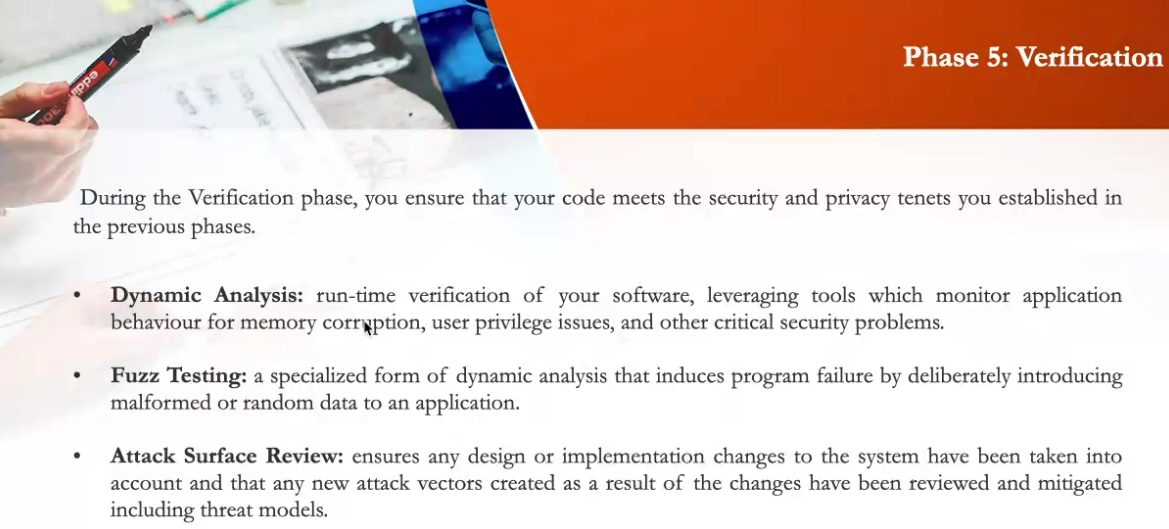 Phase 5: Verification
During the Verification phase, you ensure that your code meets the security and privacy tenets you established in
the previous phases.
• Dynamic Analysis: run-time verification of your software, leveraging tools which monitor application
behaviour for memory corruption, user privilege issues, and other critical security problems.
• Fuzz Testing: a specialized form of dynamic analysis that induces program failure by deliberately introducing
malformed or random data to an application.
• Attack Surface Review: ensures any design or implementation changes to the system have been taken into
account and that any new attack vectors created as a result of the changes have been reviewed and mitigated
including threat models.